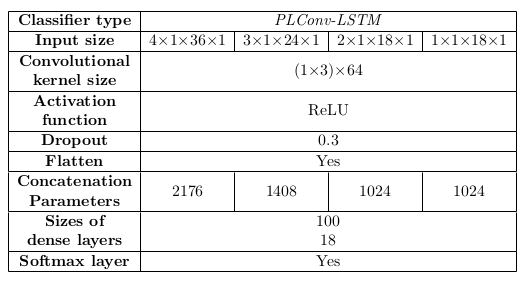 Classifier type PLConv-LSTM
Input size 4×1×36×1 3×1×24×1 2×1×18×1 1×1×18×1
Convolutional
kernel size (1×3)×64
Activation
function ReLU
Dropout 0.3
Flatten Yes
Concatenation
Parameters 2176 1408 1024 1024
Sizes of 100
dense layers 18
Softmax layer Yes